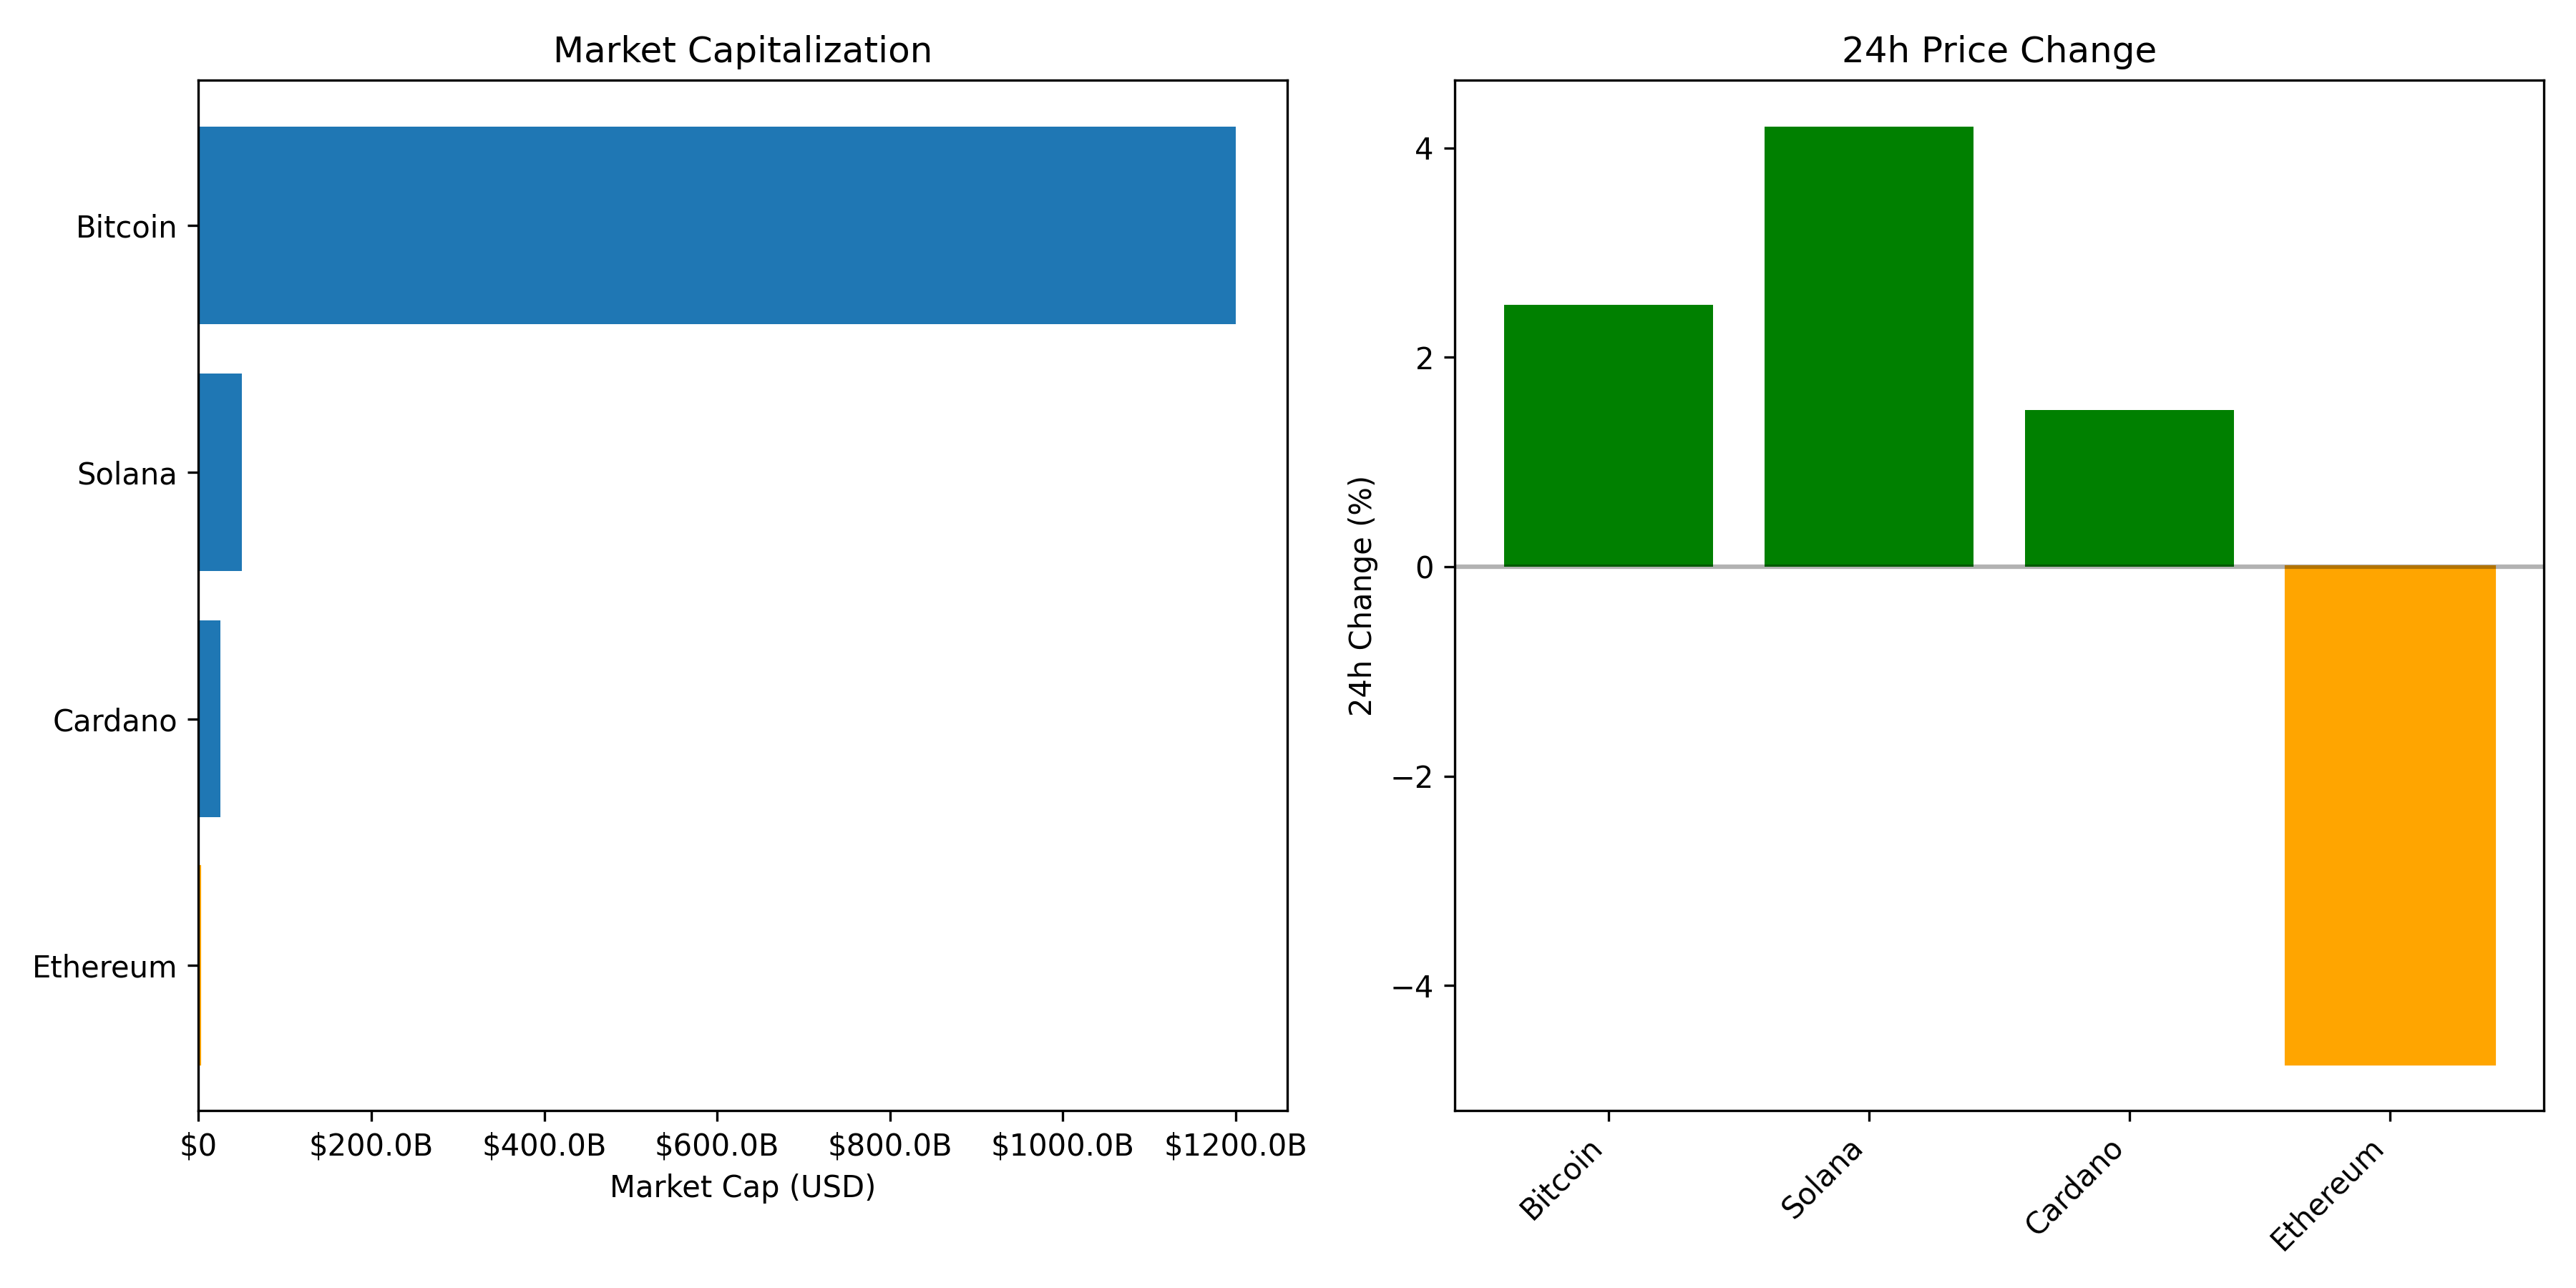 Market Capitalization
Bitcoin
Solana
Cardano
Ethereum
$0
$200.0B
$400.0B
$600.0B
$800.0B
$1000.0B
$1200.0B
Market Cap (USD)
24h Price Change
24h Change (%)
4
2
0
−2
−4
Bitcoin
Solana
Cardano
Ethereum